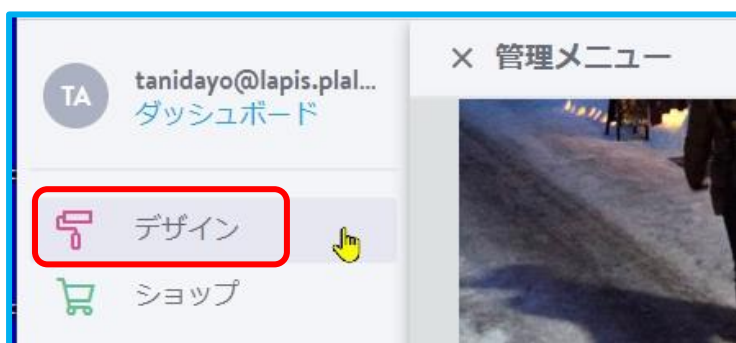 TA
tanidayo@lapis.plal...
ダッシュボード
× 管理メニュー
デザイン
ショップ